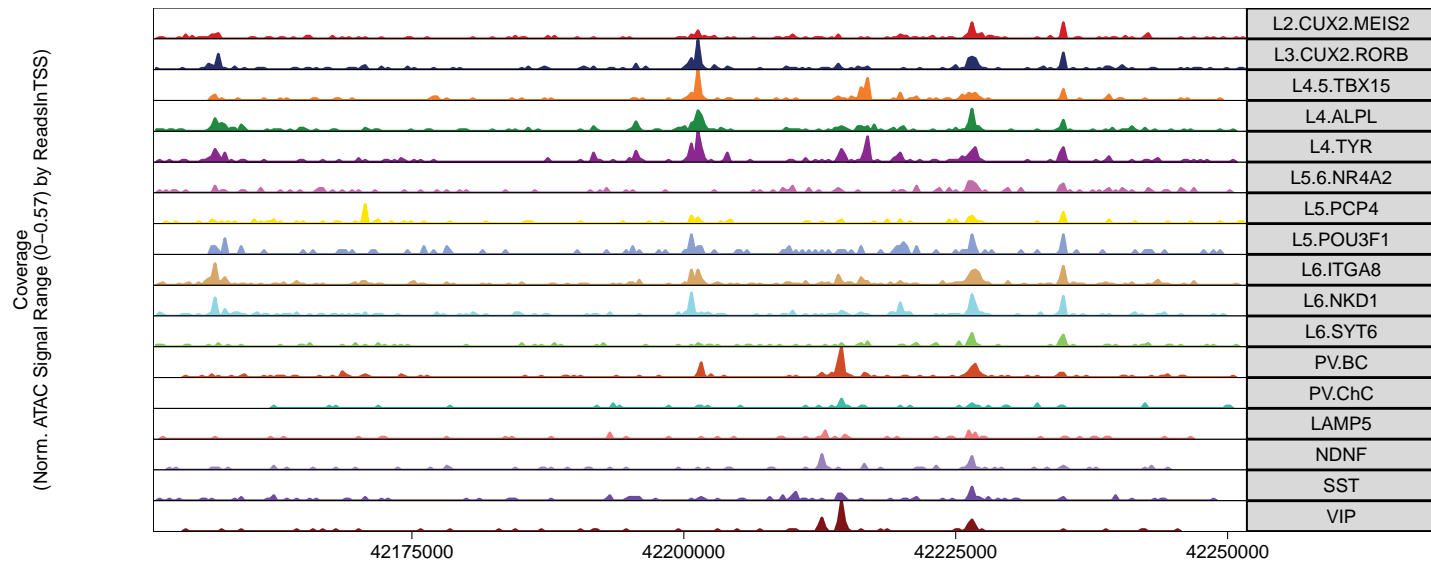 Coverage
(Norm. ATAC Signal Range (0−0.57) by ReadsInTSS)
L2.CUX2.MEIS2
L3.CUX2.RORB
L4.5.TBX15
L4.ALPL
L4.TYR
L5.6.NR4A2
L5.PCP4
L5.POU3F1
L6.ITGA8
L6.NKD1
L6.SYT6
PV.BC
PV.ChC
LAMP5
NDNF
SST
VIP
42175000 42200000 42225000 42250000